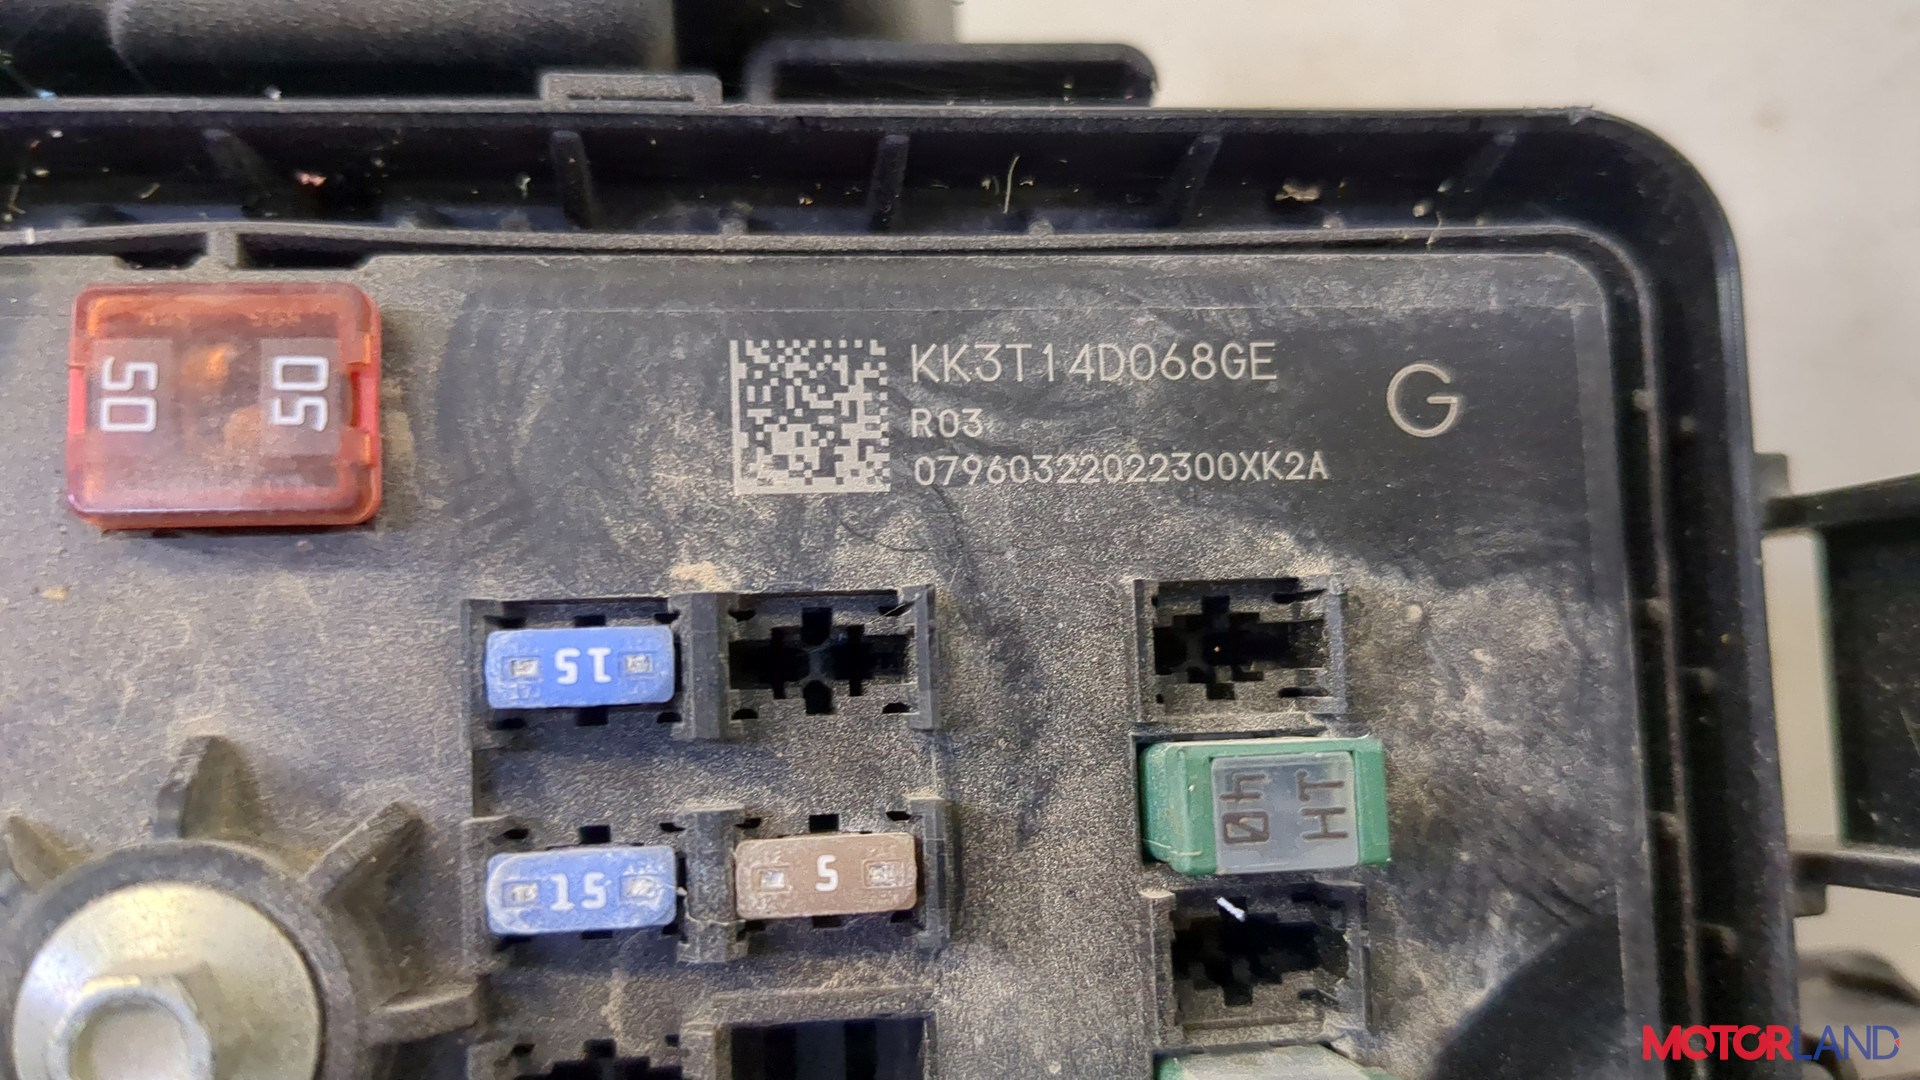 KK3T14D068GE
R03
07960322022300XK2A
G
50
50
15
40
HT
15
5
MOTORLAND